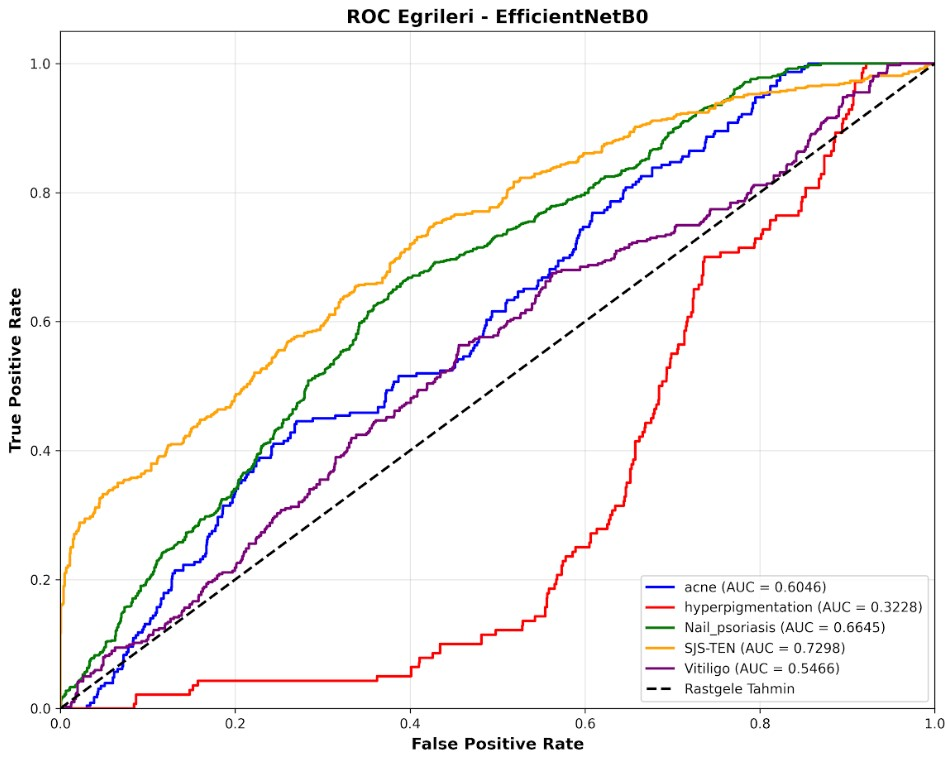 ROC Egrileri - EfficientNetB0
True Positive Rate
1.0
0.8
0.6
0.4
0.2
0.0
acne (AUC = 0.6046)
hyperpigmentation (AUC = 0.3228)
Nail_psoriasis (AUC = 0.6645)
SJS-TEN (AUC = 0.7298)
Vitiligo (AUC = 0.5466)
Rastgele Tahmin
0.0 0.2 0.4 0.6 0.8 1.0
False Positive Rate